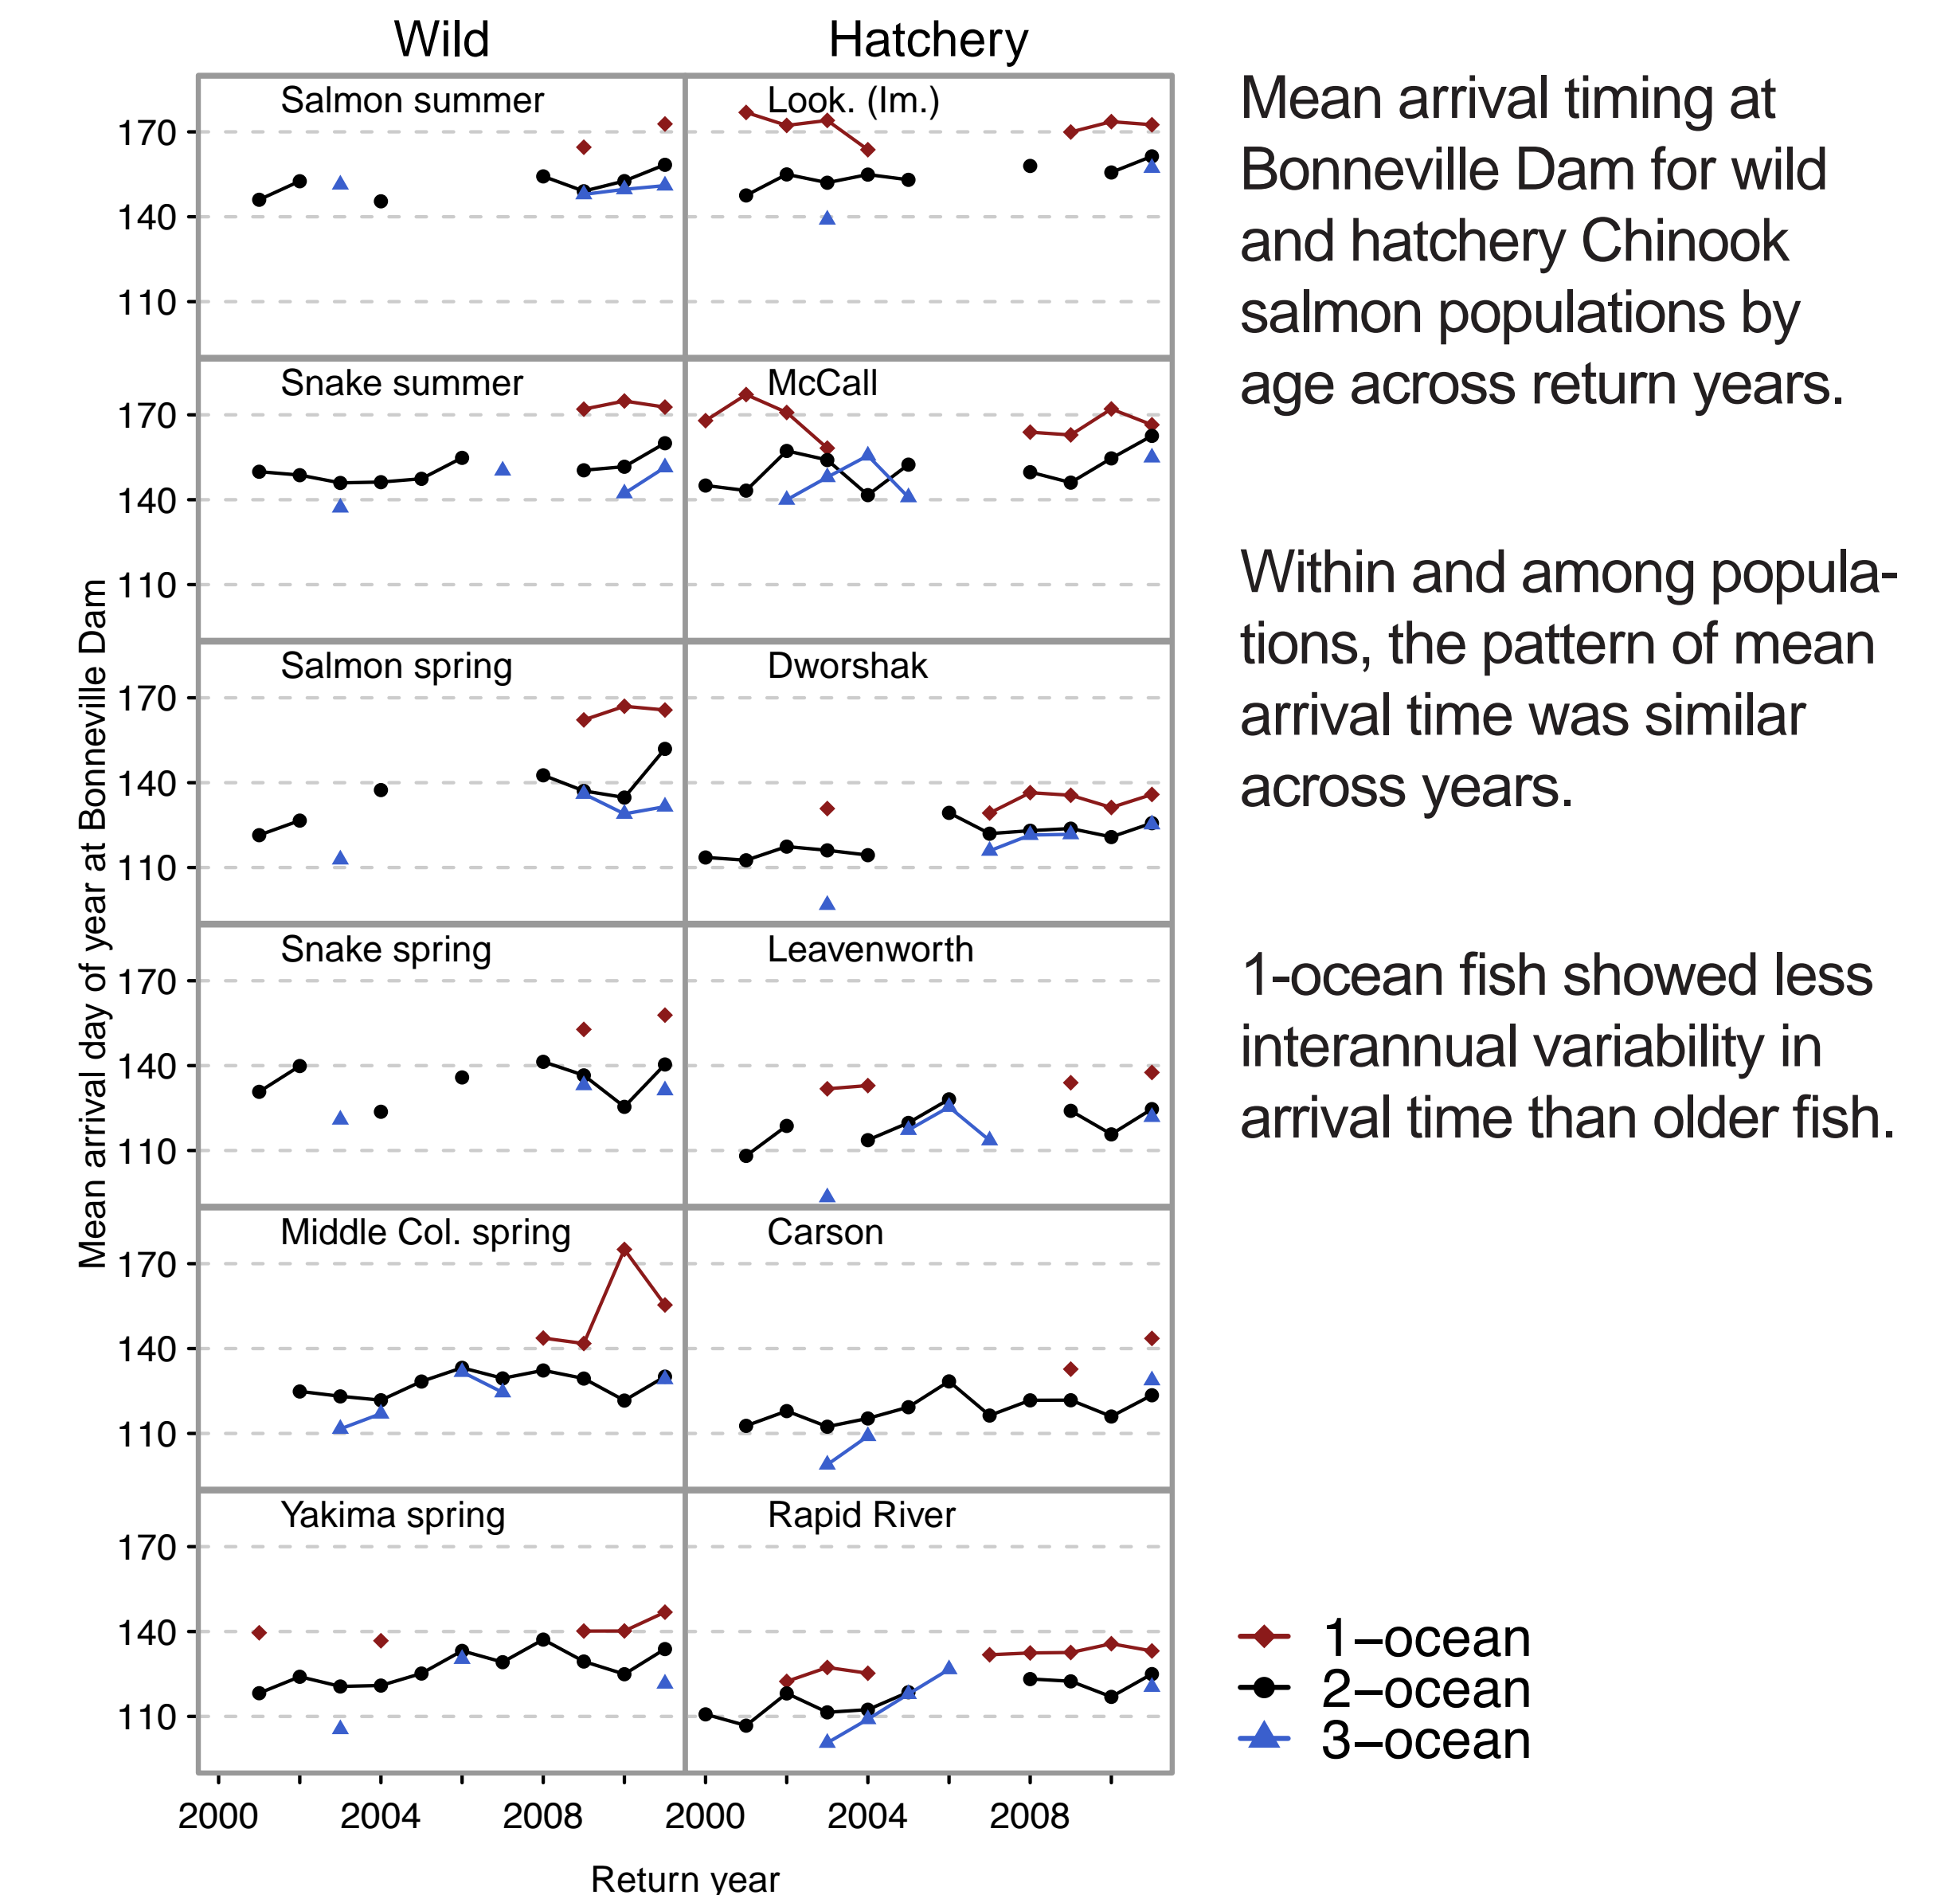 Wild
Hatchery
Salmon summer
Look. (Im.)
170
140
110
Snake summer
McCall
170
140
110
Salmon spring
Dworshak
170
140
110
Snake spring
Leavenworth
170
140
110
Middle Col. spring
Carson
170
140
110
Yakima spring
Rapid River
170
140
110
2000 2004 2008 2000 2004 2008
Return year
Mean arrival day of year at Bonneville Dam
Mean arrival timing at
Bonneville Dam for wild
and hatchery Chinook
salmon populations by
age across return years.
Within and among popula-
tions, the pattern of mean
arrival time was similar
across years.
1-ocean fish showed less
interannual variability in
arrival time than older fish.
1–ocean
2–ocean
3–ocean